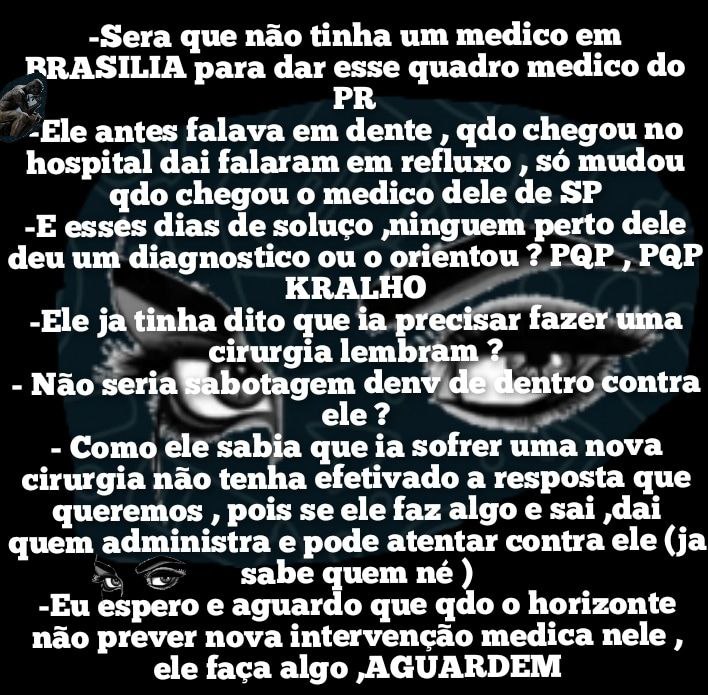 -Sera que não tinha um medico em
BRASILIA para dar esse quadro medico do
PR
-Ele antes falava em dente , qdo chegou no
hospital dai falaram em refluxo , só mudou
qdo chegou o medico dele de SP
-E esses dias de soluço ,ninguem perto dele
deu um diagnostico ou o orientou ? PQP , PQP
KRALHO
-Ele ja tinha dito que ia precisar fazer uma
cirurgia lembram ?
- Não seria sabotagem denv de dentro contra
ele ?
- Como ele sabia que ia sofrer uma nova
cirurgia não tenha efetivado a resposta que
queremos , pois se ele faz algo e sai ,dai
quem administra e pode atentar contra ele (ja
sabe quem né )
-Eu espero e aguardo que qdo o horizonte
não prever nova intervenção medica nele ,
ele faça algo ,AGUARDEM